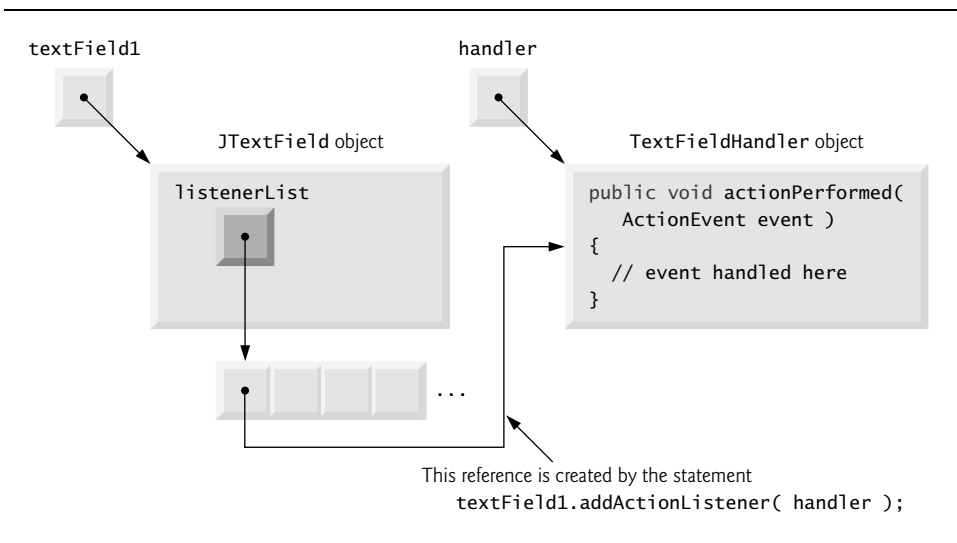 textField1
handler
JTextField object
TextFieldHandler object
listenerList
public void actionPerformed(
ActionEvent event )
{
// event handled here
}
...
This reference is created by the statement
textField1.addActionListener( handler );